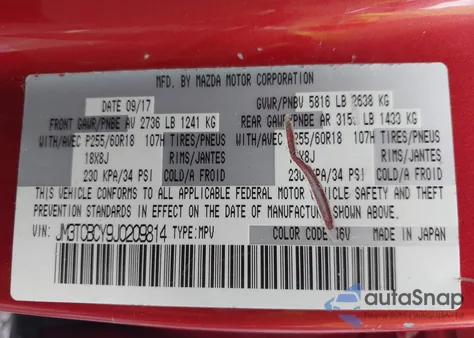 MFD. BY MAZDA MOTOR CORPORATION
DATE 09/17 GVWR/PNBV 5816 LB 2638 KG
FRONT GAWR/PNBE AV 2736 LB 1241 KG REAR GAWR/PNBE AR LB 1433 KG
WITH/AVEC P255/60R18 107H TIRES/PNEUS WITH/AVEC P255/60R18 107H TIRES/PNEUS
18X8J RIMS/JANTES 18X8J RIMS/JANTES
230 KPA/34 PSI COLD/A FROID 230 KPA/34 PSI COLD/A FROID
THIS VEHICLE CONFORMS TO ALL APPLICABLE FEDERAL MOTOR VEHICLE SAFETY AND THEFT
PREVENTION STANDARDS IN EFFECT ON THE DATE OF MANUFACTURE SHOWN ABOVE.
VIN: JM3TCBCY9J0209814 TYPE:MPV COLOR CODE MADE IN JAPAN
autoSnap